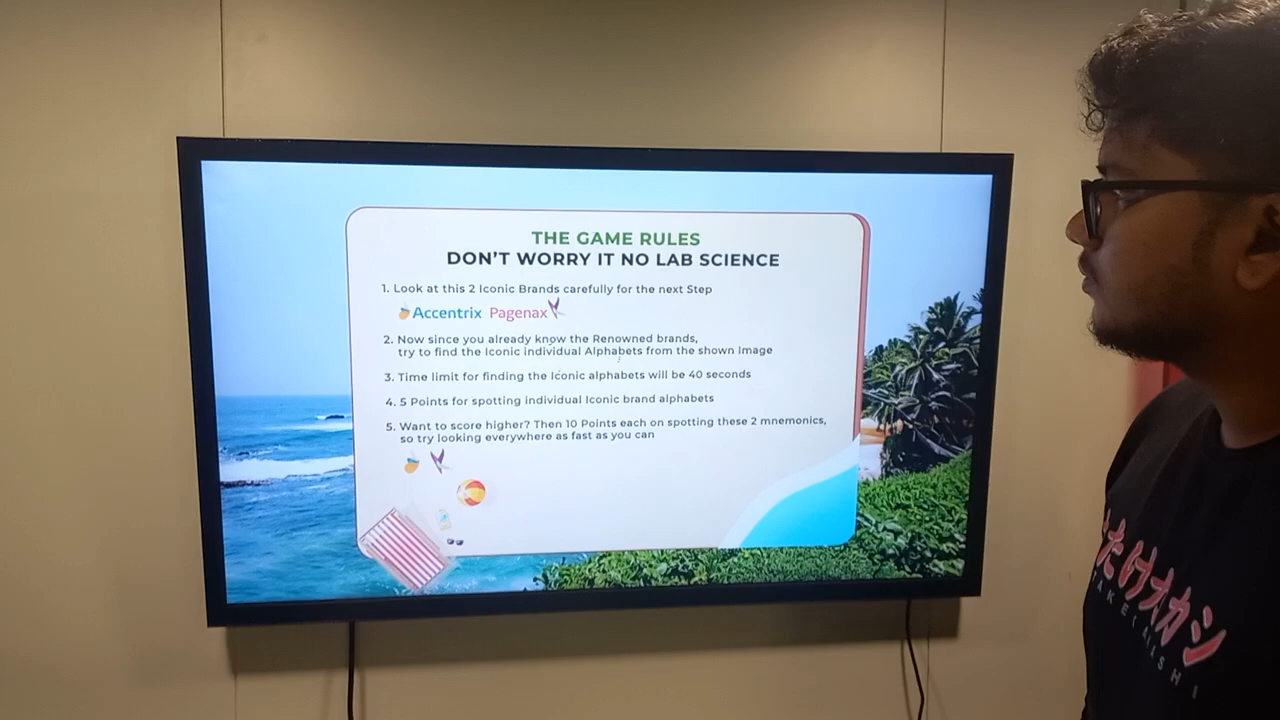 THE GAME RULES
DON'T WORRY IT NO LAB SCIENCE
1. Look at this 2 Iconic Brands carefully for the next Step
Accentrix Pagenax
2. Now since you already know the Renowned brands,
try to find the Iconic individual Alphabets from the shown Image
3. Time limit for finding the Iconic alphabets will be 40 seconds
4. 5 Points for spotting individual Iconic brand alphabets
5. Want to score higher? Then 10 Points each on spotting these 2 mnemonics,
so try looking everywhere as fast as you can
たけカシ